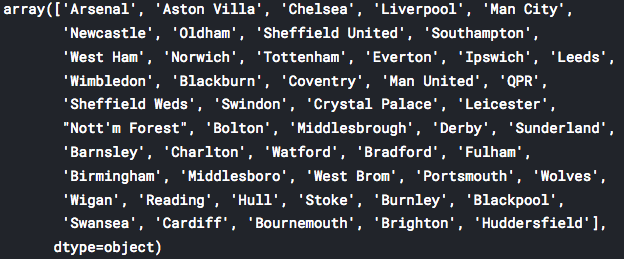 array(['Arsenal', 'Aston Villa', 'Chelsea', 'Liverpool', 'Man City',
'Newcastle', 'Oldham', 'Sheffield United', 'Southampton',
'West Ham', 'Norwich', 'Tottenham', 'Everton', 'Ipswich', 'Leeds',
'Wimbledon', 'Blackburn', 'Coventry', 'Man United', 'QPR',
'Sheffield Weds', 'Swindon', 'Crystal Palace', 'Leicester',
"Nott'm Forest", 'Bolton', 'Middlesbrough', 'Derby', 'Sunderland',
'Barnsley', 'Charlton', 'Watford', 'Bradford', 'Fulham',
'Birmingham', 'Middlesboro', 'West Brom', 'Portsmouth', 'Wolves',
'Wigan', 'Reading', 'Hull', 'Stoke', 'Burnley', 'Blackpool',
'Swansea', 'Cardiff', 'Bournemouth', 'Brighton', 'Huddersfield'],
dtype=object)